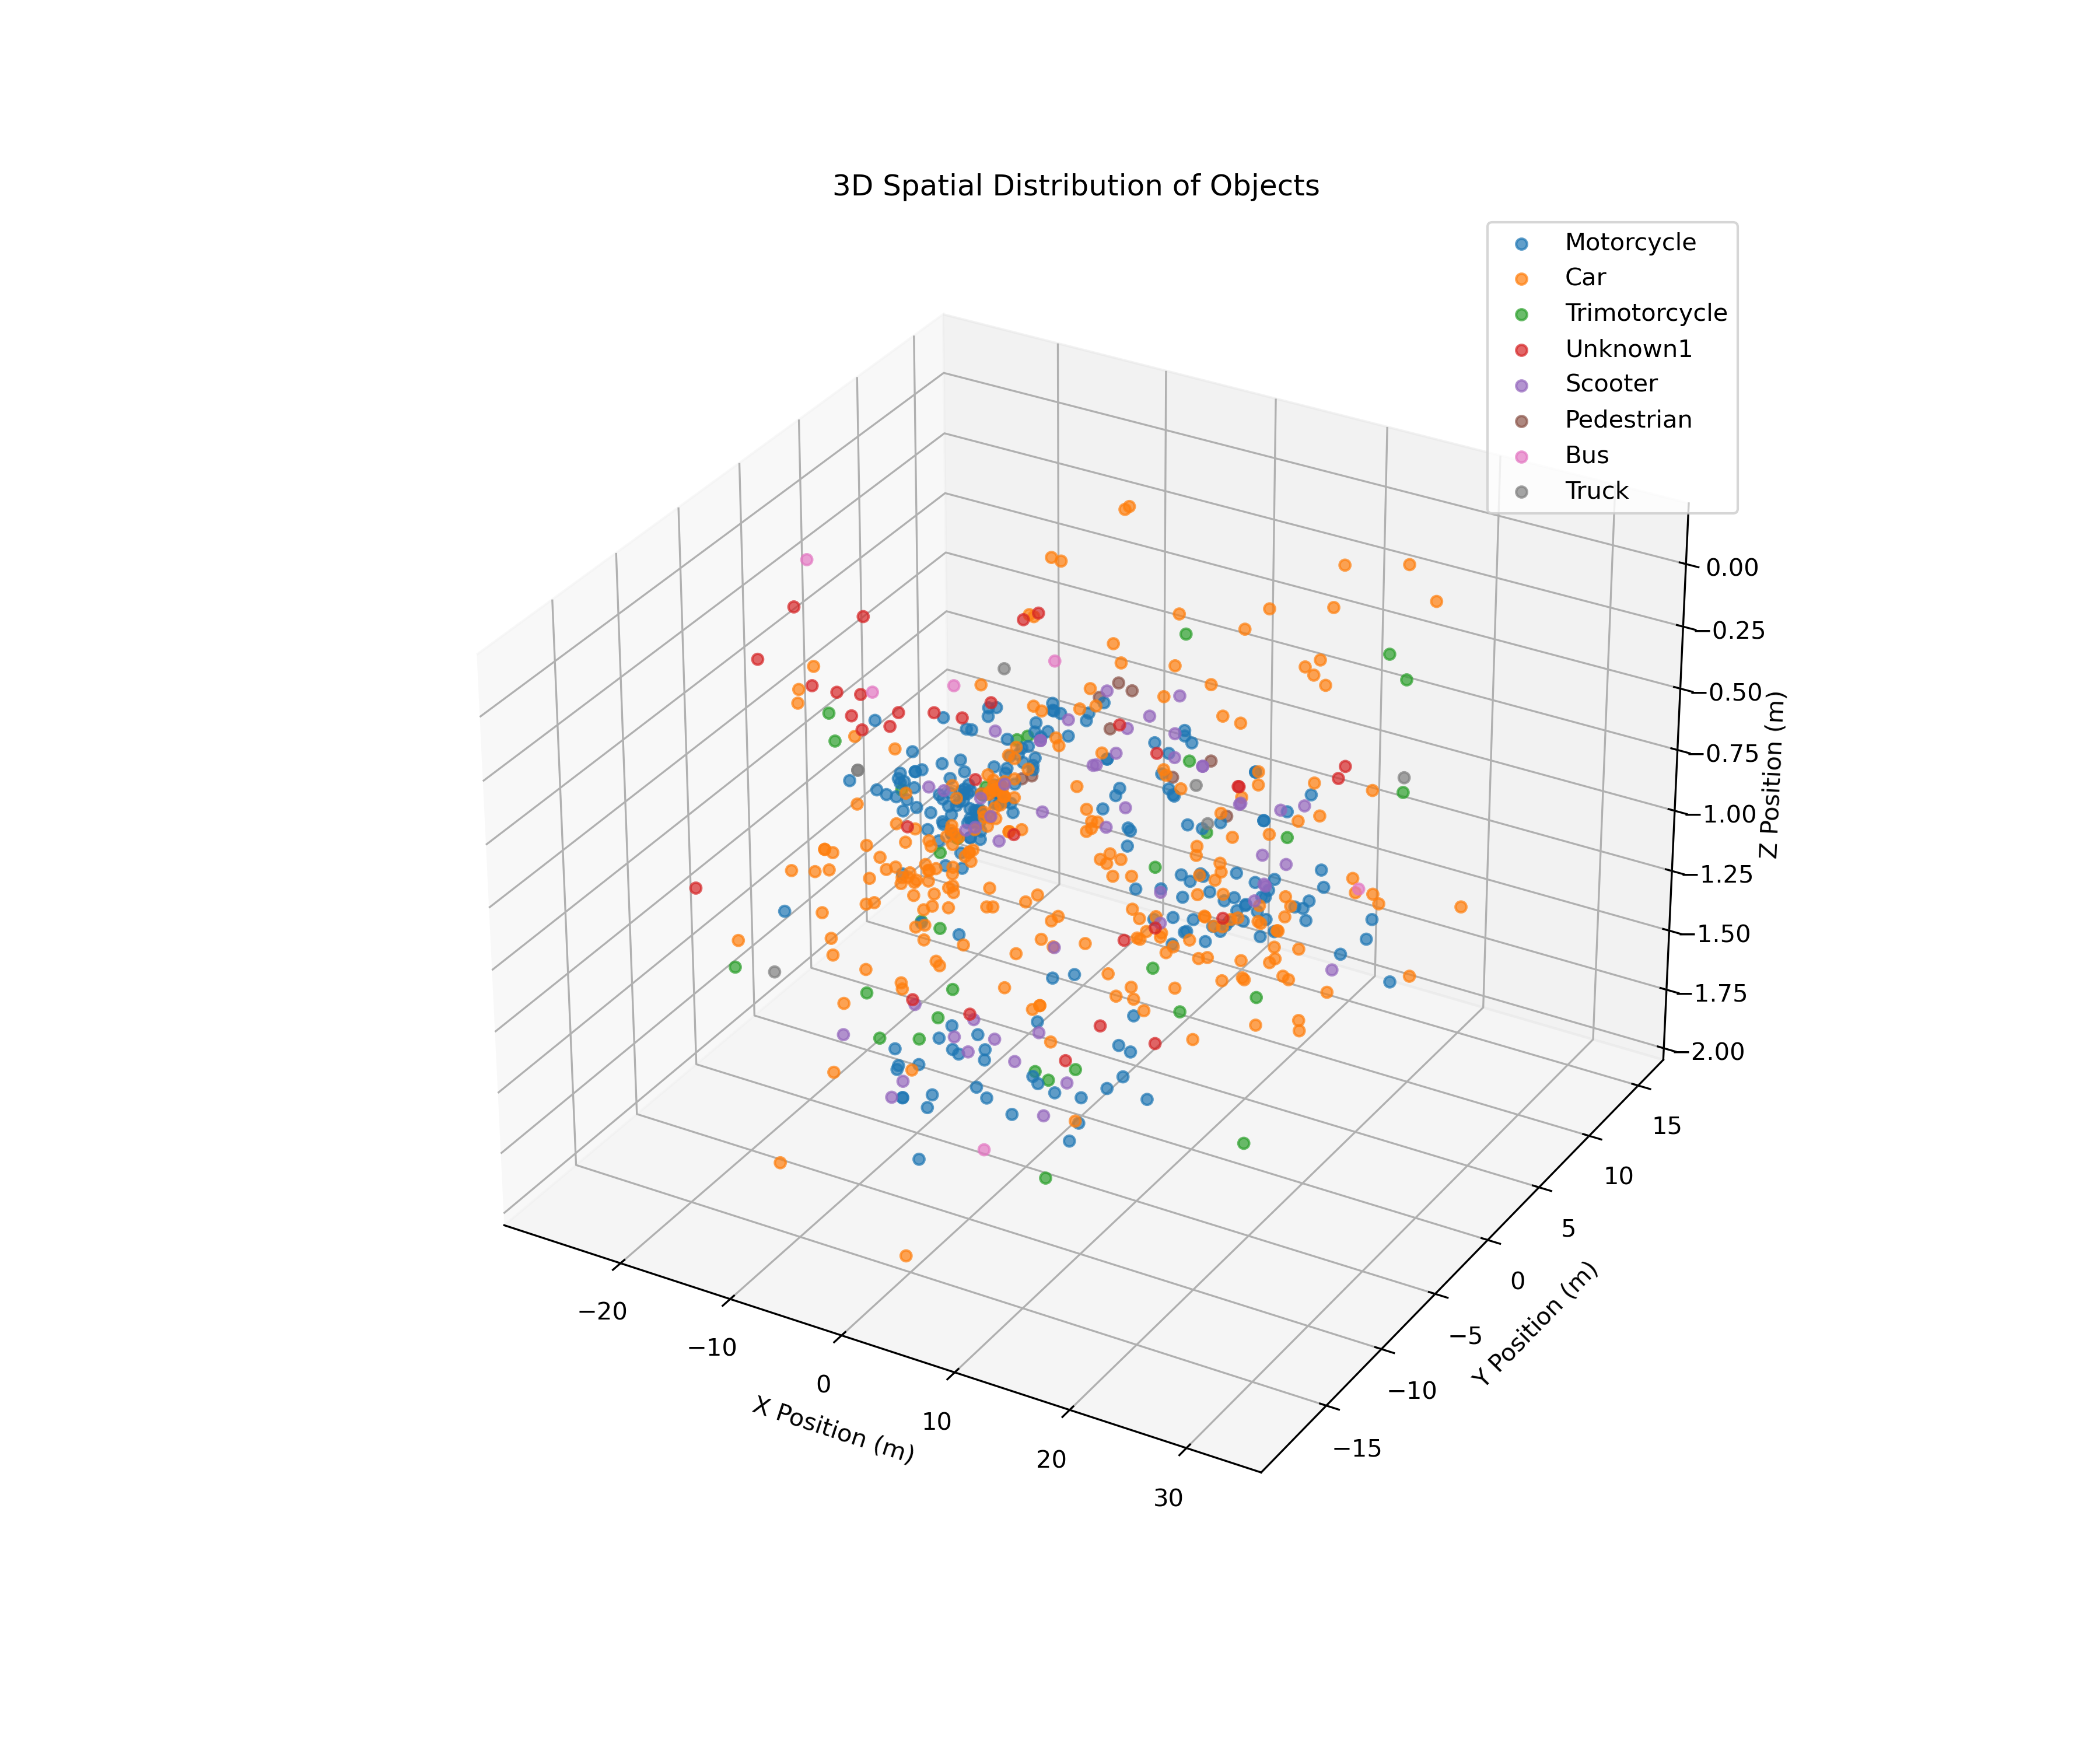 3D Spatial Distribution of Objects
Motorcycle
Car
Trimotorcycle
Unknown1
Scooter
Pedestrian
Bus
Truck
0.00
−0.25
−0.50
−0.75
−1.00
−1.25
−1.50
−1.75
−2.00
Z Position (m)
15
10
5
0
−5
−10
−15
Y Position (m)
−20
−10
0
10
20
30
X Position (m)